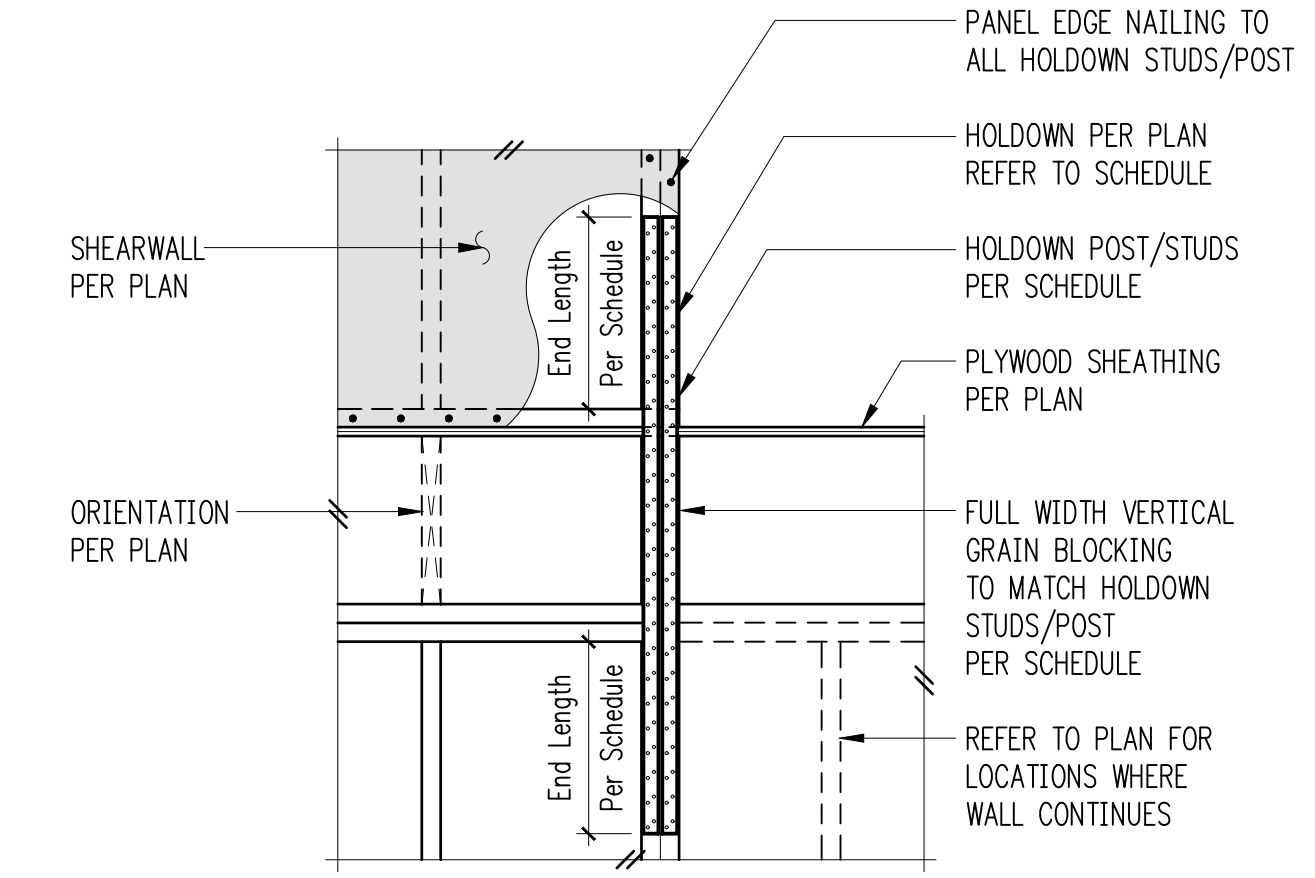 PANEL EDGE NAILING TO
ALL HOLDOWN STUDS/POST
HOLDOWN PER PLAN
REFER TO SCHEDULE
SHEARWALL
PER PLAN
HOLDOWN POST/STUDS
PER SCHEDULE
End Length
Per Schedule
PLYWOOD SHEATHING
PER PLAN
ORIENTATION
PER PLAN
FULL WIDTH VERTICAL
GRAIN BLOCKING
TO MATCH HOLDOWN
STUDS/POST
PER SCHEDULE
End Length
Per Schedule
REFER TO PLAN FOR
LOCATIONS WHERE
WALL CONTINUES